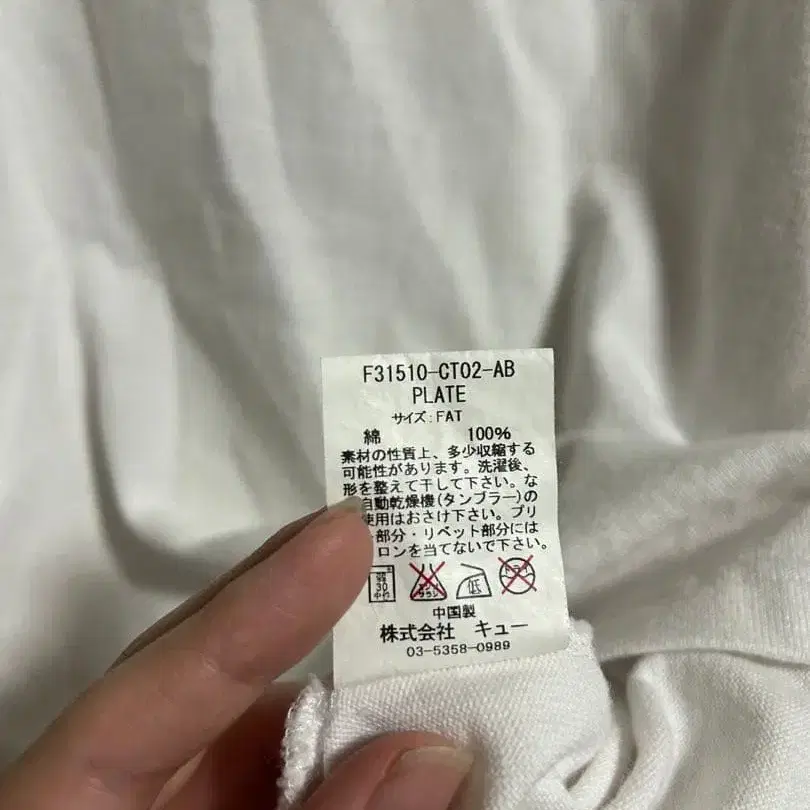 F31510-CT02-AB
PLATE
サイズ:FAT
綿 100%
素材の性質上、多少収縮する
可能性があります。洗濯後、
形を整えて干して下さい。な
自動乾燥機(タンブラー)の
使用はおさけ下さい。プリ
部分・リベット部分には
ロンを当てないで下さい。
30 低
中国製
株式会社 キュー
03-5358-0989